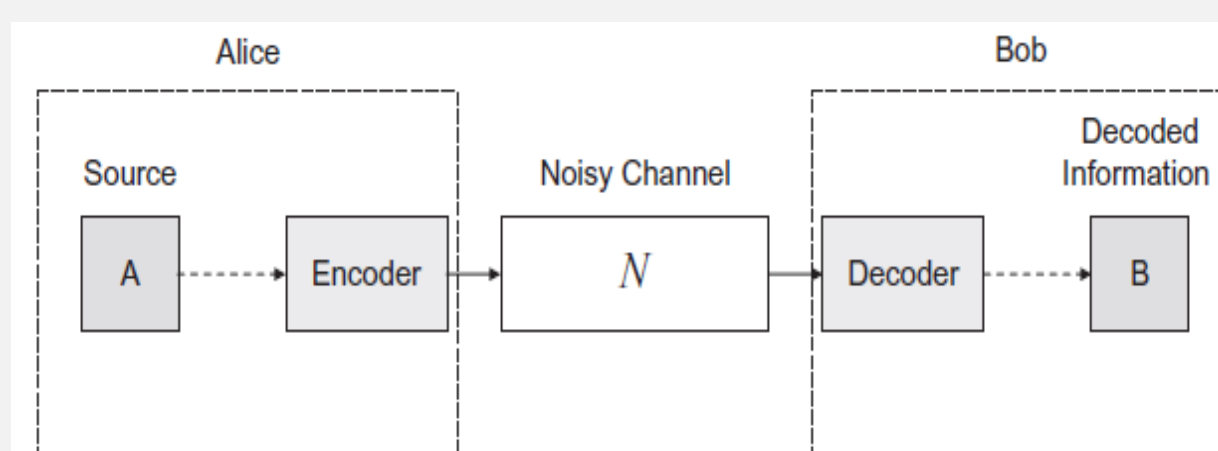 Alice
Bob
Source
Noisy Channel
Decoded
Information
A
Encoder
N
Decoder
B